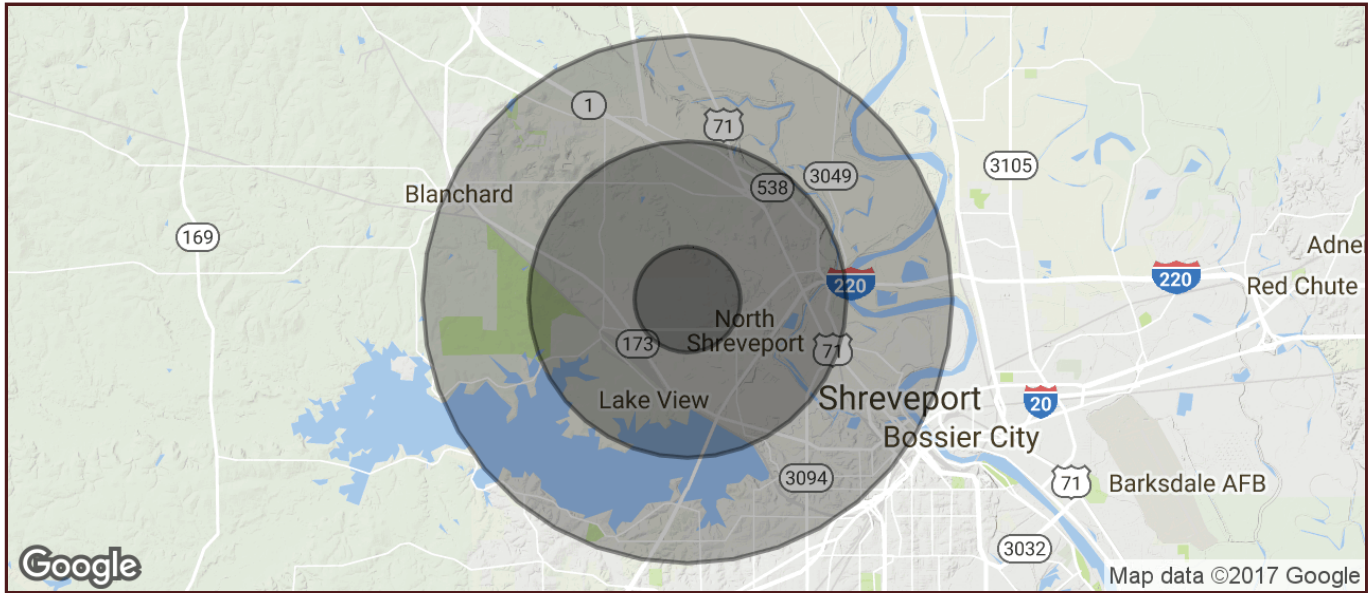 1
71
3105
538
3049
Blanchard
169
Adne
220
220
Red Chute
North
Shreveport
173
71
Lake View
Shreveport
20
Bossier City
3094
71
Barksdale AFB
3032
Google
Map data ©2017 Google